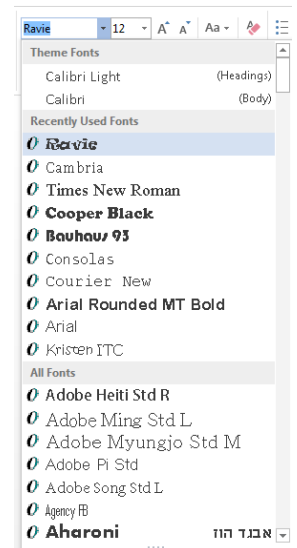 Ravie 12 A A Aa
Theme Fonts
Calibri Light (Headings)
Calibri (Body)
Recently Used Fonts
O Ravie
O Cambria
O Times New Roman
O Cooper Black
O Bauhaus 93
O Consolas
O Courier New
O Arial Rounded MT Bold
O Arial
O Kristen ITC
All Fonts
O Adobe Heiti Std R
O Adobe Ming Std L
O Adobe Myungjo Std M
O Adobe Pi Std
O Adobe Song Std L
O Agency FB
O Aharoni אבגד הוז